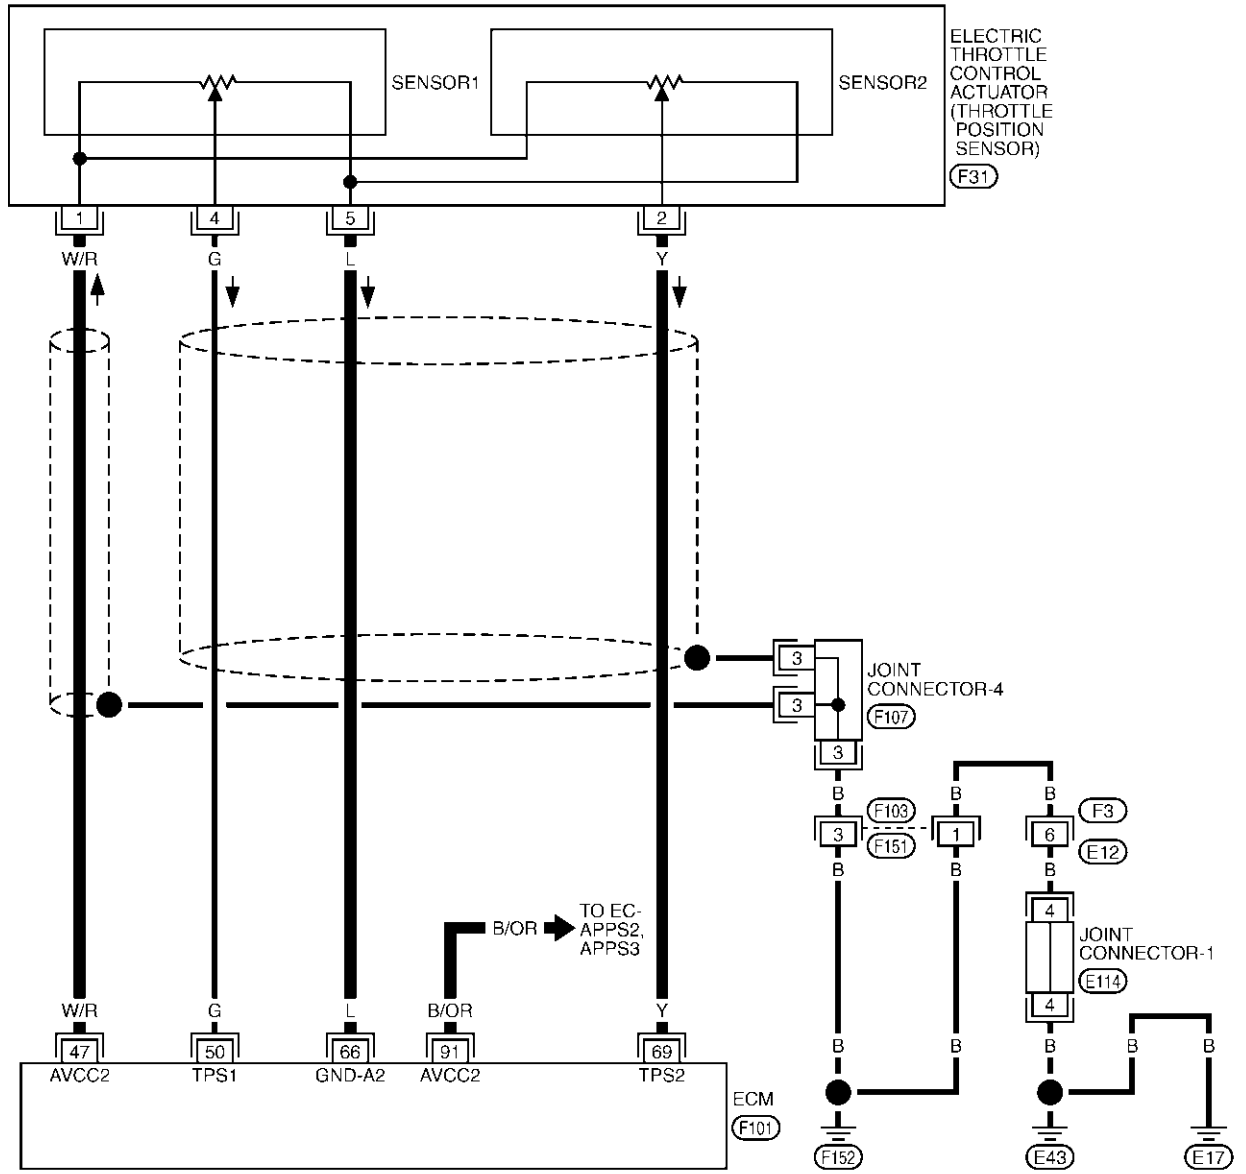 ELECTRIC
THROTTLE
CONTROL
ACTUATOR
(THROTTLE
POSITION
SENSOR)
F31
SENSOR1
SENSOR2
1
4
5
2
W/R
G
L
Y
3
JOINT
CONNECTOR-4
3
F107
3
B
B
B
F103
F3
3
1
6
F151
E12
B
B
B
4
TO EC-
APPS2,
APPS3
B/OR
JOINT
CONNECTOR-1
E114
4
W/R
G
L
B/OR
Y
B
B
B
B
B
47
50
66
91
69
AVCC2
TPS1
GND-A2
AVCC2
TPS2
ECM
F101
F152
E43
E17